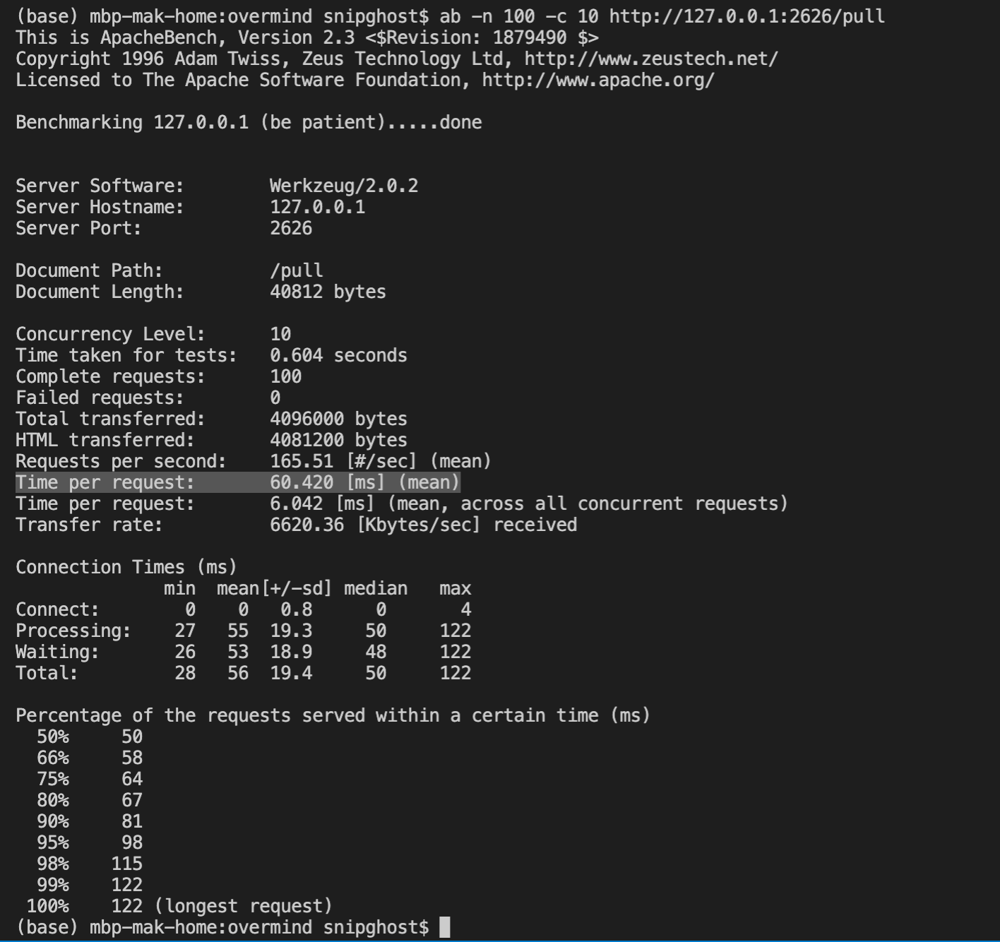 (base) mbp-mak-home:overmind snipghost$ ab -n 100 -c 10 http://127.0.0.1:2626/pull
This is ApacheBench, Version 2.3 <$Revision: 1879490 $>
Copyright 1996 Adam Twiss, Zeus Technology Ltd, http://www.zeustech.net/
Licensed to The Apache Software Foundation, http://www.apache.org/

Benchmarking 127.0.0.1 (be patient).....done


Server Software:        Werkzeug/2.0.2
Server Hostname:        127.0.0.1
Server Port:            2626

Document Path:          /pull
Document Length:        40812 bytes

Concurrency Level:      10
Time taken for tests:   0.604 seconds
Complete requests:      100
Failed requests:        0
Total transferred:      4096000 bytes
HTML transferred:       4081200 bytes
Requests per second:    165.51 [#/sec] (mean)
Time per request:       60.420 [ms] (mean)
Time per request:       6.042 [ms] (mean, across all concurrent requests)
Transfer rate:          6620.36 [Kbytes/sec] received

Connection Times (ms)
              min  mean[+/-sd] median   max
Connect:        0    0   0.8      0       4
Processing:    27   55  19.3     50     122
Waiting:       26   53  18.9     48     122
Total:         28   56  19.4     50     122

Percentage of the requests served within a certain time (ms)
  50%     50
  66%     58
  75%     64
  80%     67
  90%     81
  95%     98
  98%    115
  99%    122
 100%    122 (longest request)
(base) mbp-mak-home:overmind snipghost$